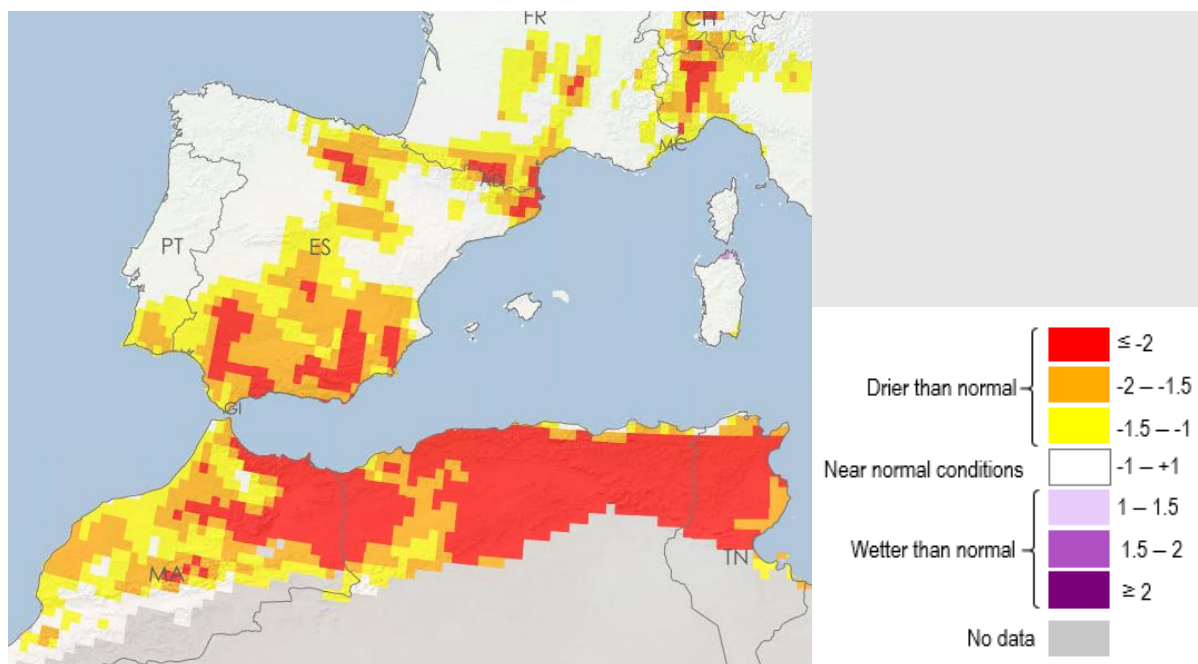 FR
CH
MC
AD
PT
ES
GI
MA
TN
≤ -2
Drier than normal
-2 – -1.5
-1.5 – -1
Near normal conditions
-1 – +1
1 – 1.5
Wetter than normal
1.5 – 2
≥ 2
No data